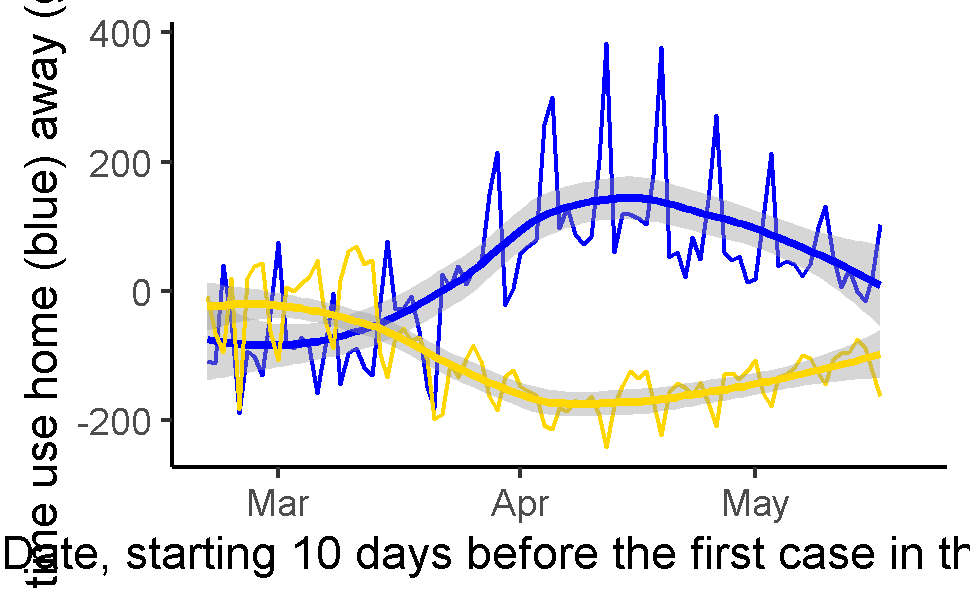 time use home (blue) away (
400
200
0
-200
Mar Apr May
Date, starting 10 days before the first case in th